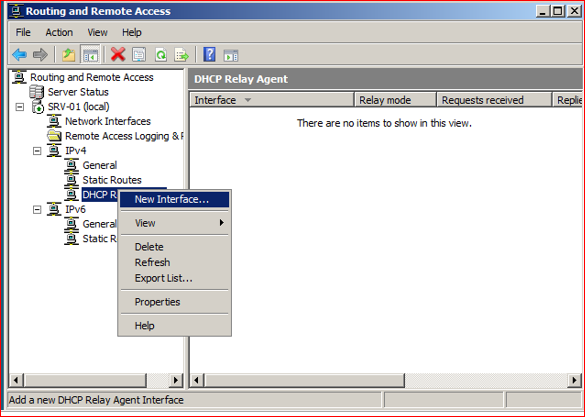 Routing and Remote Access
File Action View Help
Routing and Remote Access
Server Status
SRV-01 (local)
Network Interfaces
Remote Access Logging &
IPv4
General
Static Routes
DHCP
IPv6
General
Static
New Interface...
View
Delete
Refresh
Export List...
Properties
Help
DHCP Relay Agent
Interface Relay mode Requests received
There are no items to show in this view.
Add a new DHCP Relay Agent Interface